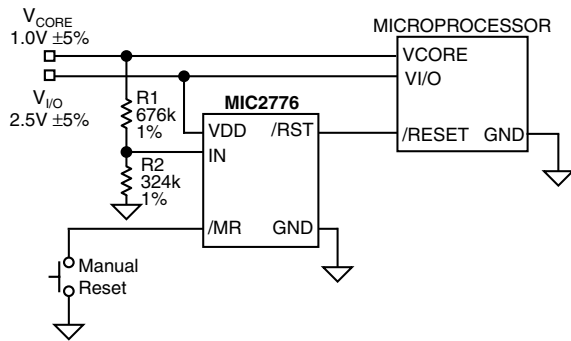 VCORE
1.0V ±5%
MICROPROCESSOR
VCORE
VI/O
VI/O
2.5V ±5%
R1
676k
1%
MIC2776
VDD
/RST
/RESET
GND
IN
R2
324k
1%
/MR
GND
Manual
Reset